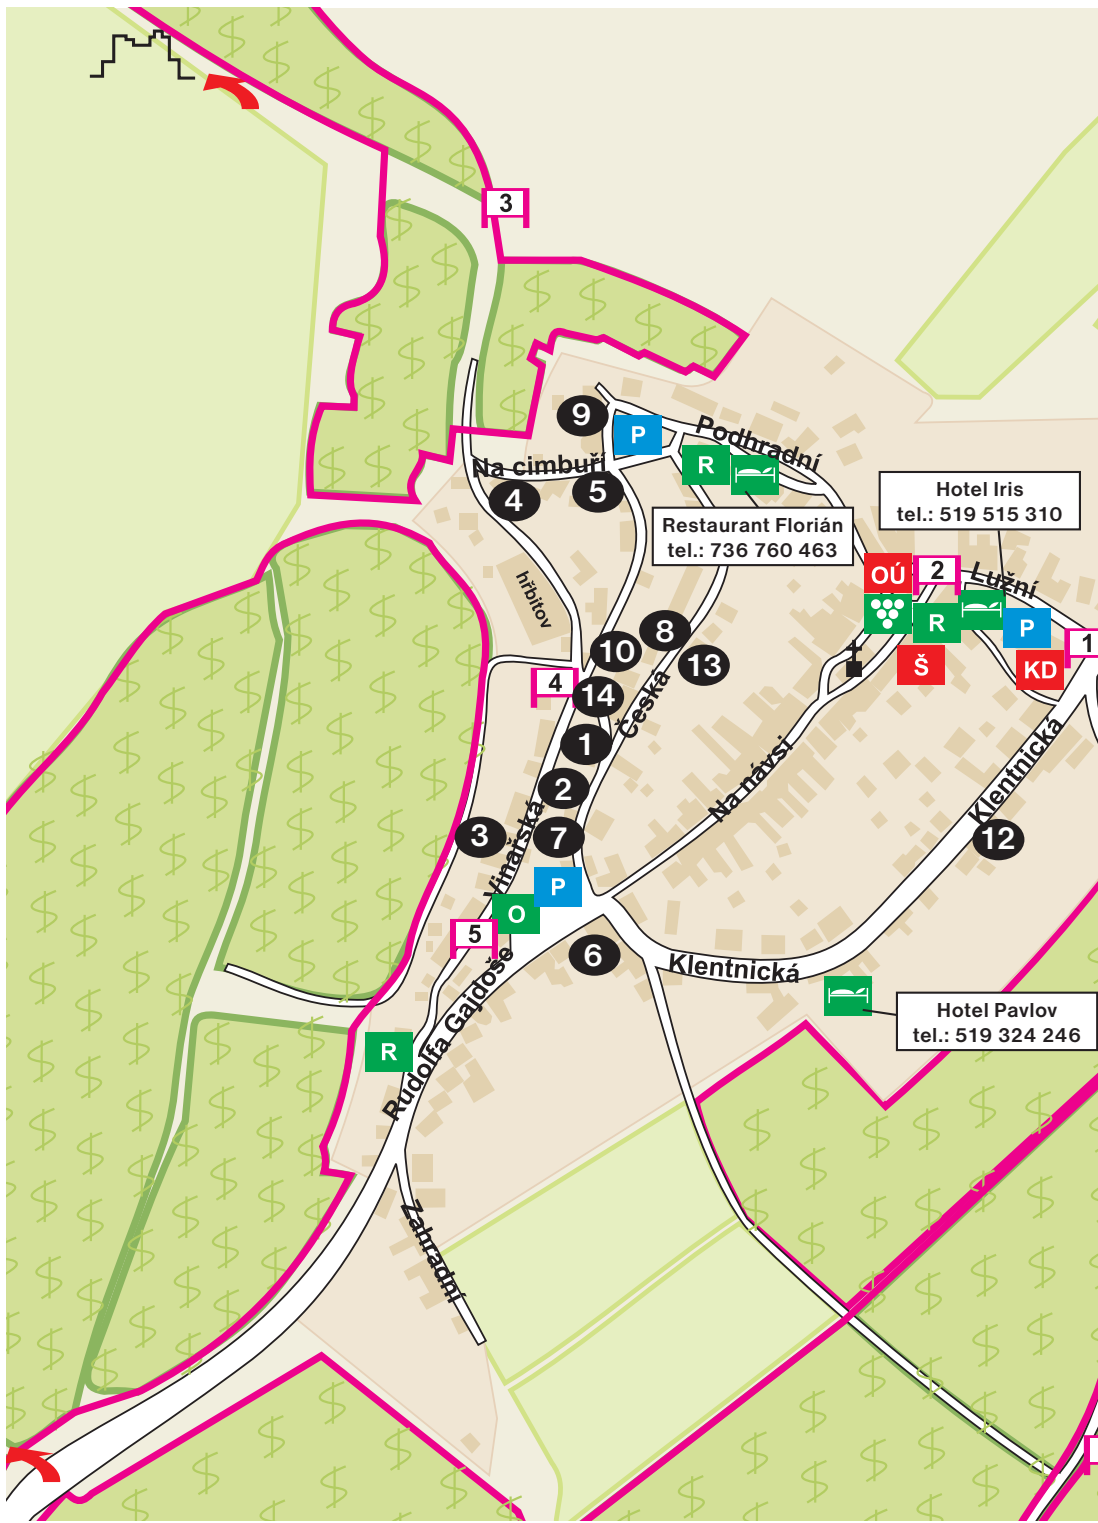 3
9
P
Podhradní
R
Na cimbuří
5
4
Hotel Iris
tel.: 519 515 310
Restaurant Florián
tel.: 736 760 463
OÚ
2
Lužní
hřbitov
R
P
8
10
1
Š
KD
13
4
14
Česká
1
2
Na návsi
Klentnická
3
Vinařská
7
12
P
O
5
6
Klentnická
Rudolfa Gajdoše
Hotel Pavlov
tel.: 519 324 246
R
Zahradní